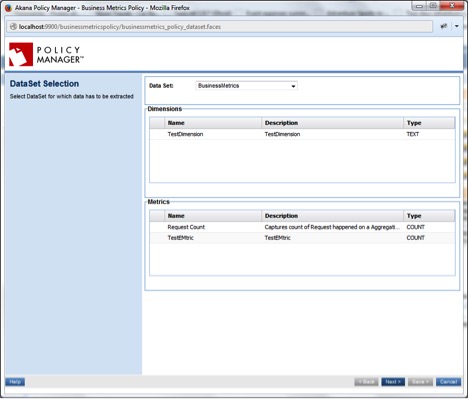 Akana Policy Manager - Business Metrics Policy - Mozilla Firefox
localhost:9900/businessmetricspolicy/businessmetrics_policy_dataset.faces
POLICY
MANAGER™
DataSet Selection
Select DataSet for which data has to be extracted
Data Set: BusinessMetrics
Dimensions
Name Description Type
TestDimension TestDimension TEXT
Metrics
Name Description Type
Request Count Captures count of Request happened on a Aggregati... COUNT
TestEMtric TestEMtric COUNT
Help < Back Next > Save > Cancel